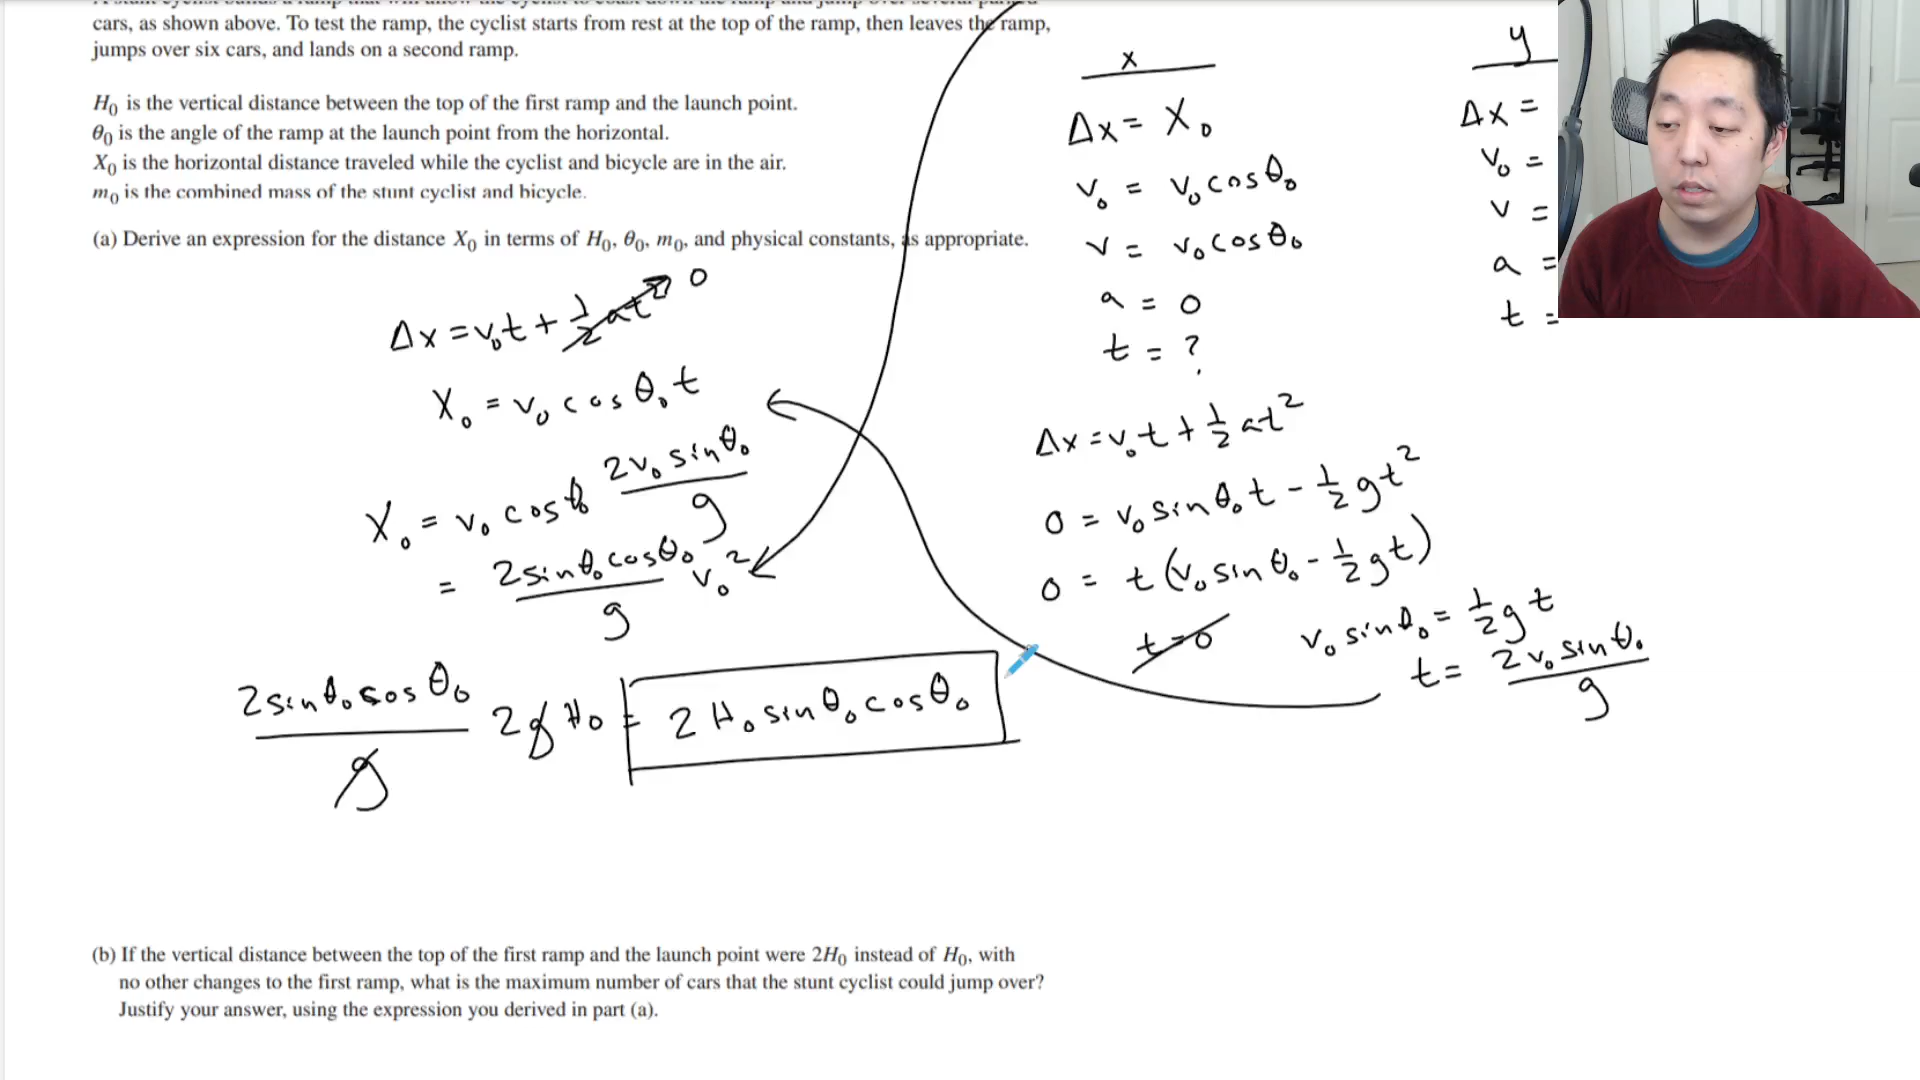 cars, as shown above. To test the ramp, the cyclist starts from rest at the top of the ramp, then leaves the ramp,
jumps over six cars, and lands on a second ramp.
H₀ is the vertical distance between the top of the first ramp and the launch point.
θ₀ is the angle of the ramp at the launch point from the horizontal.
X₀ is the horizontal distance traveled while the cyclist and bicycle are in the air.
m₀ is the combined mass of the stunt cyclist and bicycle.
(a) Derive an expression for the distance X₀ in terms of H₀, θ₀, m₀, and physical constants, as appropriate.
Δx = v₀t + ½at² 0
X₀ = v₀ cos θ₀ t
X₀ = v₀ cos θ₀ 2v₀ sin θ₀ / g
= 2 sin θ₀ cos θ₀ / g v₀²
2 sin θ₀ cos θ₀ / g 2g H₀ = 2 H₀ sin θ₀ cos θ₀
x
Δx = X₀
v₀ = v₀ cos θ₀
v = v₀ cos θ₀
a = 0
t = ?
y
Δx =
v₀ =
v =
a =
t =
Δx = v₀t + ½at²
0 = v₀ sin θ₀ t - ½gt²
0 = t (v₀ sin θ₀ - ½gt)
t = 0
v₀ sin θ₀ = ½gt
t = 2v₀ sin θ₀ / g
(b) If the vertical distance between the top of the first ramp and the launch point were 2H₀ instead of H₀, with
no other changes to the first ramp, what is the maximum number of cars that the stunt cyclist could jump over?
Justify your answer, using the expression you derived in part (a).